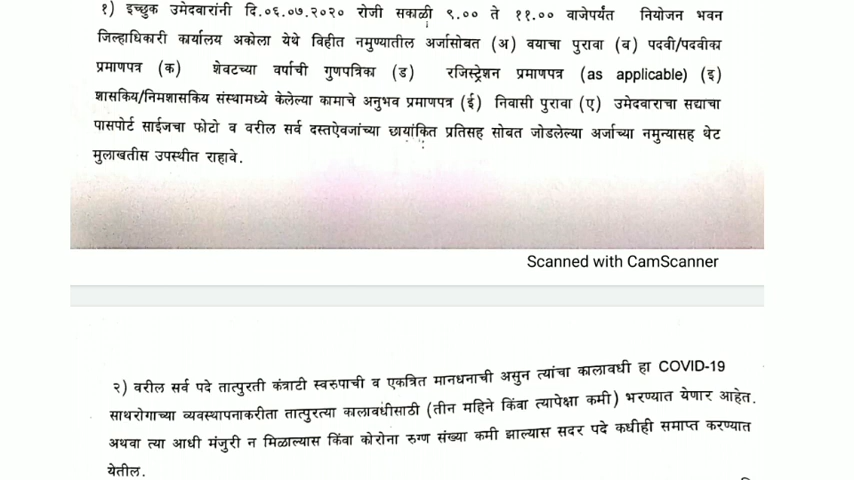 १) इच्छुक उमेदवारांनी दि.०६.०७.२०२० रोजी सकाळी ९.०० ते ११.०० वाजेपर्यंत नियोजन भवन
जिल्हाधिकारी कार्यालय अकोला येथे विहीत नमुण्यातील अर्जासोबत (अ) वयाचा पुरावा (ब) पदवी/पदवीका
प्रमाणपत्र (क) शेवटच्या वर्षाची गुणपत्रिका (ड) रजिस्ट्रेशन प्रमाणपत्र (as applicable) (इ)
शासकिय/निमशासकिय संस्थामध्ये केलेल्या कामाचे अनुभव प्रमाणपत्र (ई) निवासी पुरावा (ए) उमेदवाराचा सद्याचा
पासपोर्ट साईजचा फोटो व वरील सर्व दस्तऐवजांच्या छायांकित प्रतिसह सोबत जोडलेल्या अर्जाच्या नमुन्यासह थेट
मुलाखतीस उपस्थीत राहावे.
Scanned with CamScanner
२) वरील सर्व पदे तात्पुरती कंत्राटी स्वरुपाची व एकत्रित मानधनाची असुन त्यांचा कालावधी हा COVID-19
साथरोगाच्या व्यवस्थापनाकरीता तात्पुरत्या कालावधीसाठी (तीन महिने किंवा त्यापेक्षा कमी) भरण्यात येणार आहेत.
अथवा त्या आधी मंजुरी न मिळाल्यास किंवा कोरोना रुग्ण संख्या कमी झाल्यास सदर पदे कधीही समाप्त करण्यात
येतील.